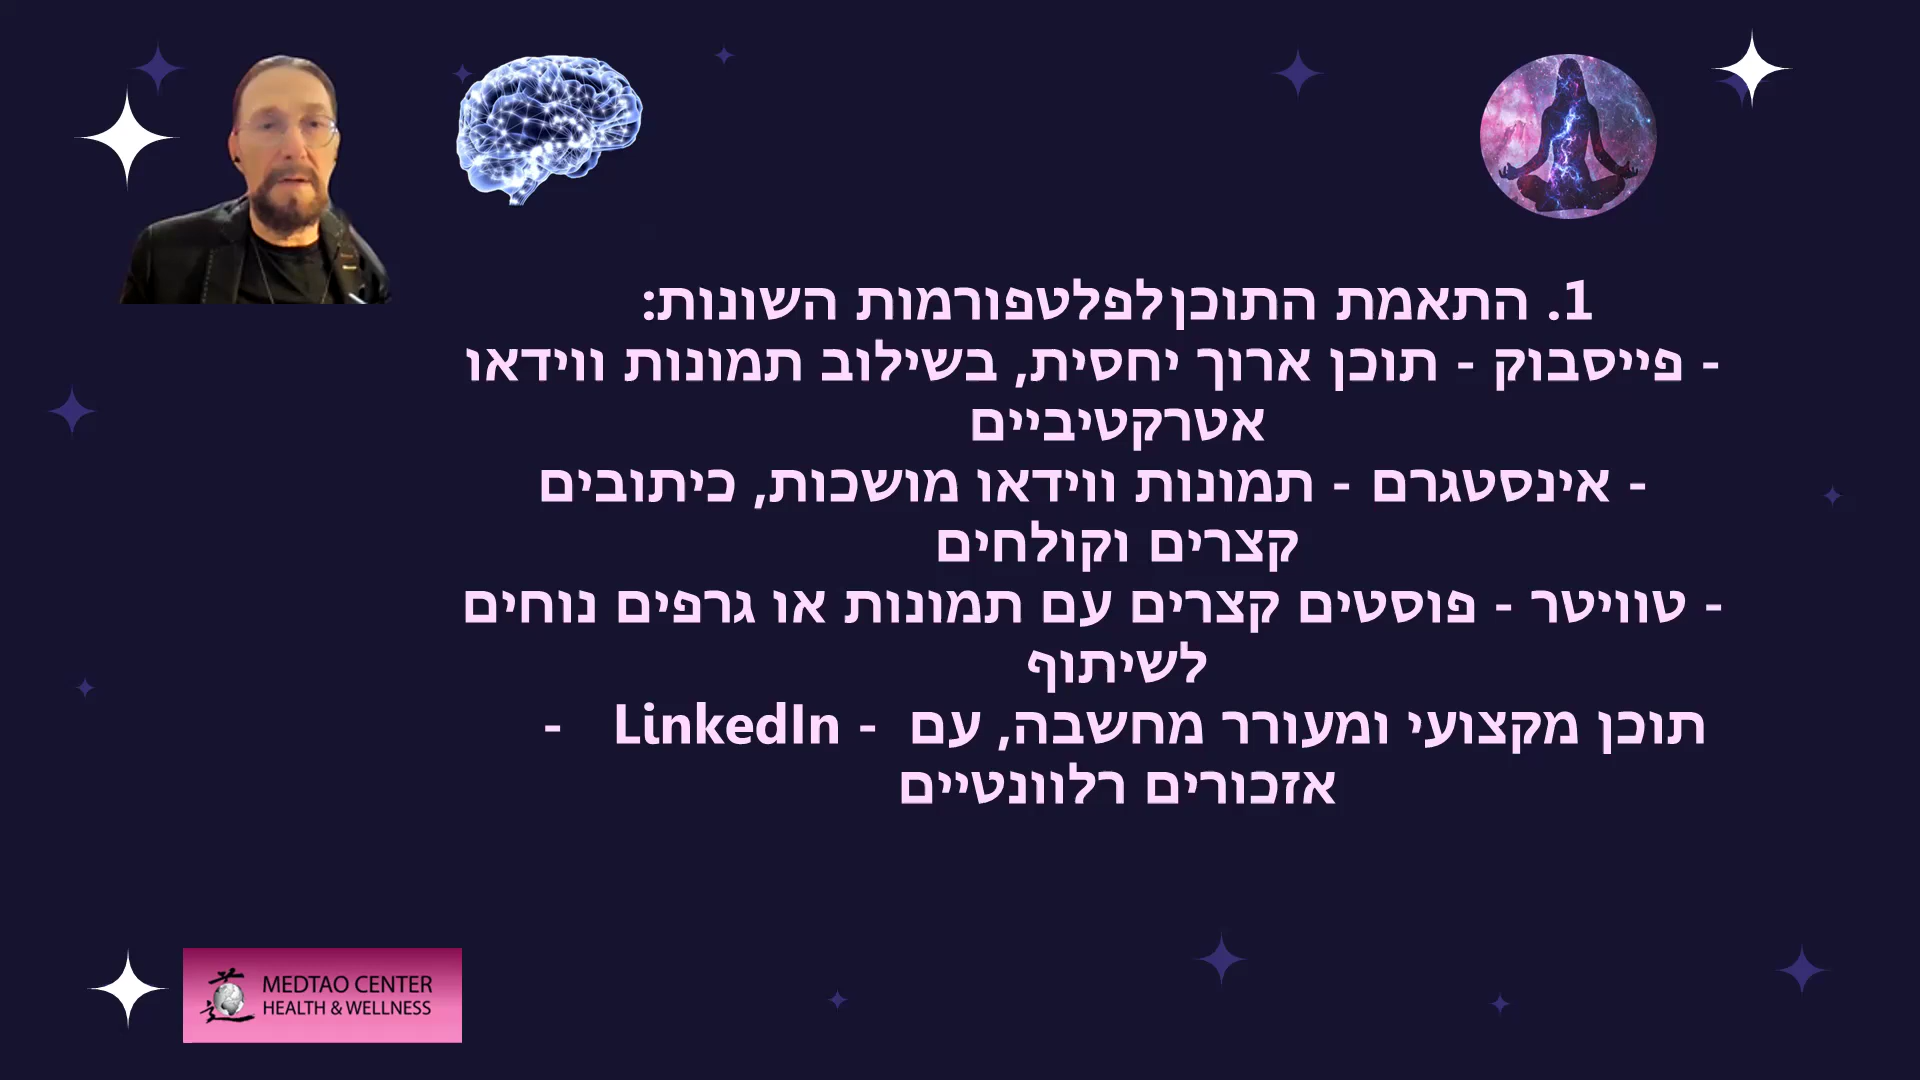 1. התאמת התוכן לפלטפורמות השונות:
- פייסבוק - תוכן ארוך יחסית, בשילוב תמונות ווידאו
אטרקטיביים
- אינסטגרם - תמונות ווידאו מושכות, כיתובים
קצרים וקולחים
- טוויטר - פוסטים קצרים עם תמונות או גרפים נוחים
לשיתוף
תוכן מקצועי ומעורר מחשבה, עם - LinkedIn -
אזכורים רלוונטיים
MEDTAO CENTER
HEALTH & WELLNESS